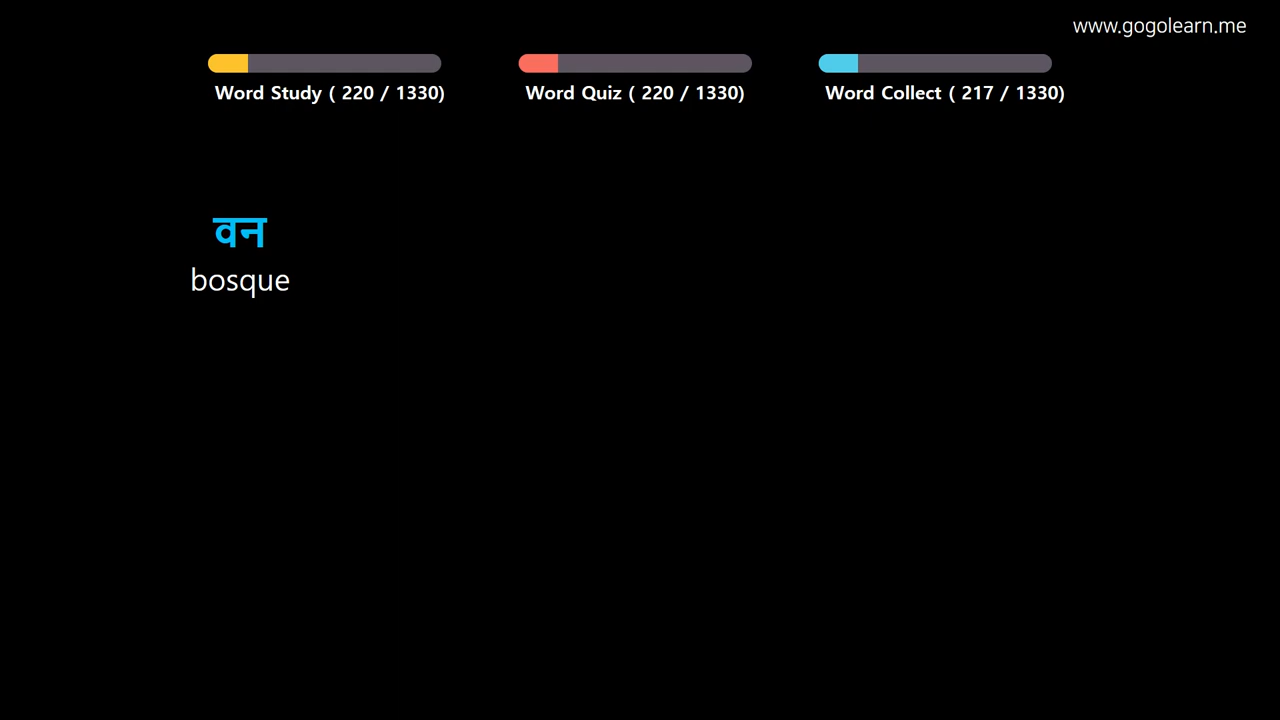 www.gogolearn.me
Word Study ( 220 / 1330)
Word Quiz ( 220 / 1330)
Word Collect ( 217 / 1330)
वन
bosque